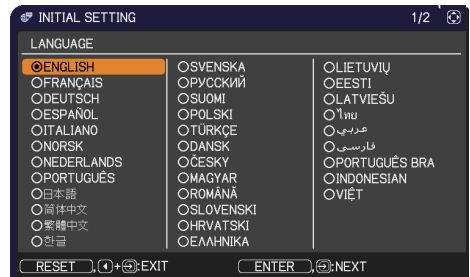 INITIAL SETTING 1/2
LANGUAGE
ENGLISH
FRANÇAIS
DEUTSCH
ESPAÑOL
ITALIANO
NORSK
NEDERLANDS
PORTUGUÊS
日本語
简体中文
繁體中文
한글
SVENSKA
РУССКИЙ
SUOMI
POLSKI
TÜRKÇE
DANSK
ČESKY
MAGYAR
ROMÂNĂ
SLOVENSKI
HRVATSKI
ΕΛΛΗΝΙΚΑ
LIETUVIŲ
EESTI
LATVIEŠU
ไทย
عربي
فارسی
PORTUGUÊS BRA
INDONESIAN
VIỆT
RESET , + :EXIT ENTER , :NEXT